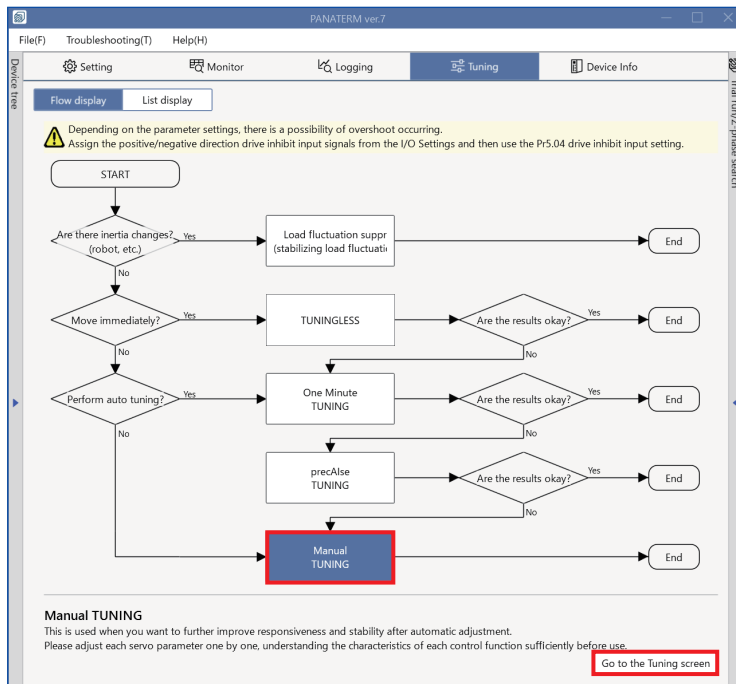 PANATERM ver.7
File(F) Troubleshooting(T) Help(H)
Device tree
Setting Monitor Logging Tuning Device Info
Trial run/Z-phase search
Flow display List display
Depending on the parameter settings, there is a possibility of overshoot occurring.
Assign the positive/negative direction drive inhibit input signals from the I/O Settings and then use the Pr5.04 drive inhibit input setting.
START
Are there inertia changes?
(robot, etc.)
Yes
Load fluctuation suppr
(stabilizing load fluctuatio
End
No
Move immediately?
Yes
TUNINGLESS
Are the results okay?
Yes
End
No
No
Perform auto tuning?
Yes
One Minute
TUNING
Are the results okay?
Yes
End
No
No
precAIse
TUNING
Are the results okay?
Yes
End
No
Manual
TUNING
End
Manual TUNING
This is used when you want to further improve responsiveness and stability after automatic adjustment.
Please adjust each servo parameter one by one, understanding the characteristics of each control function sufficiently before use.
Go to the Tuning screen